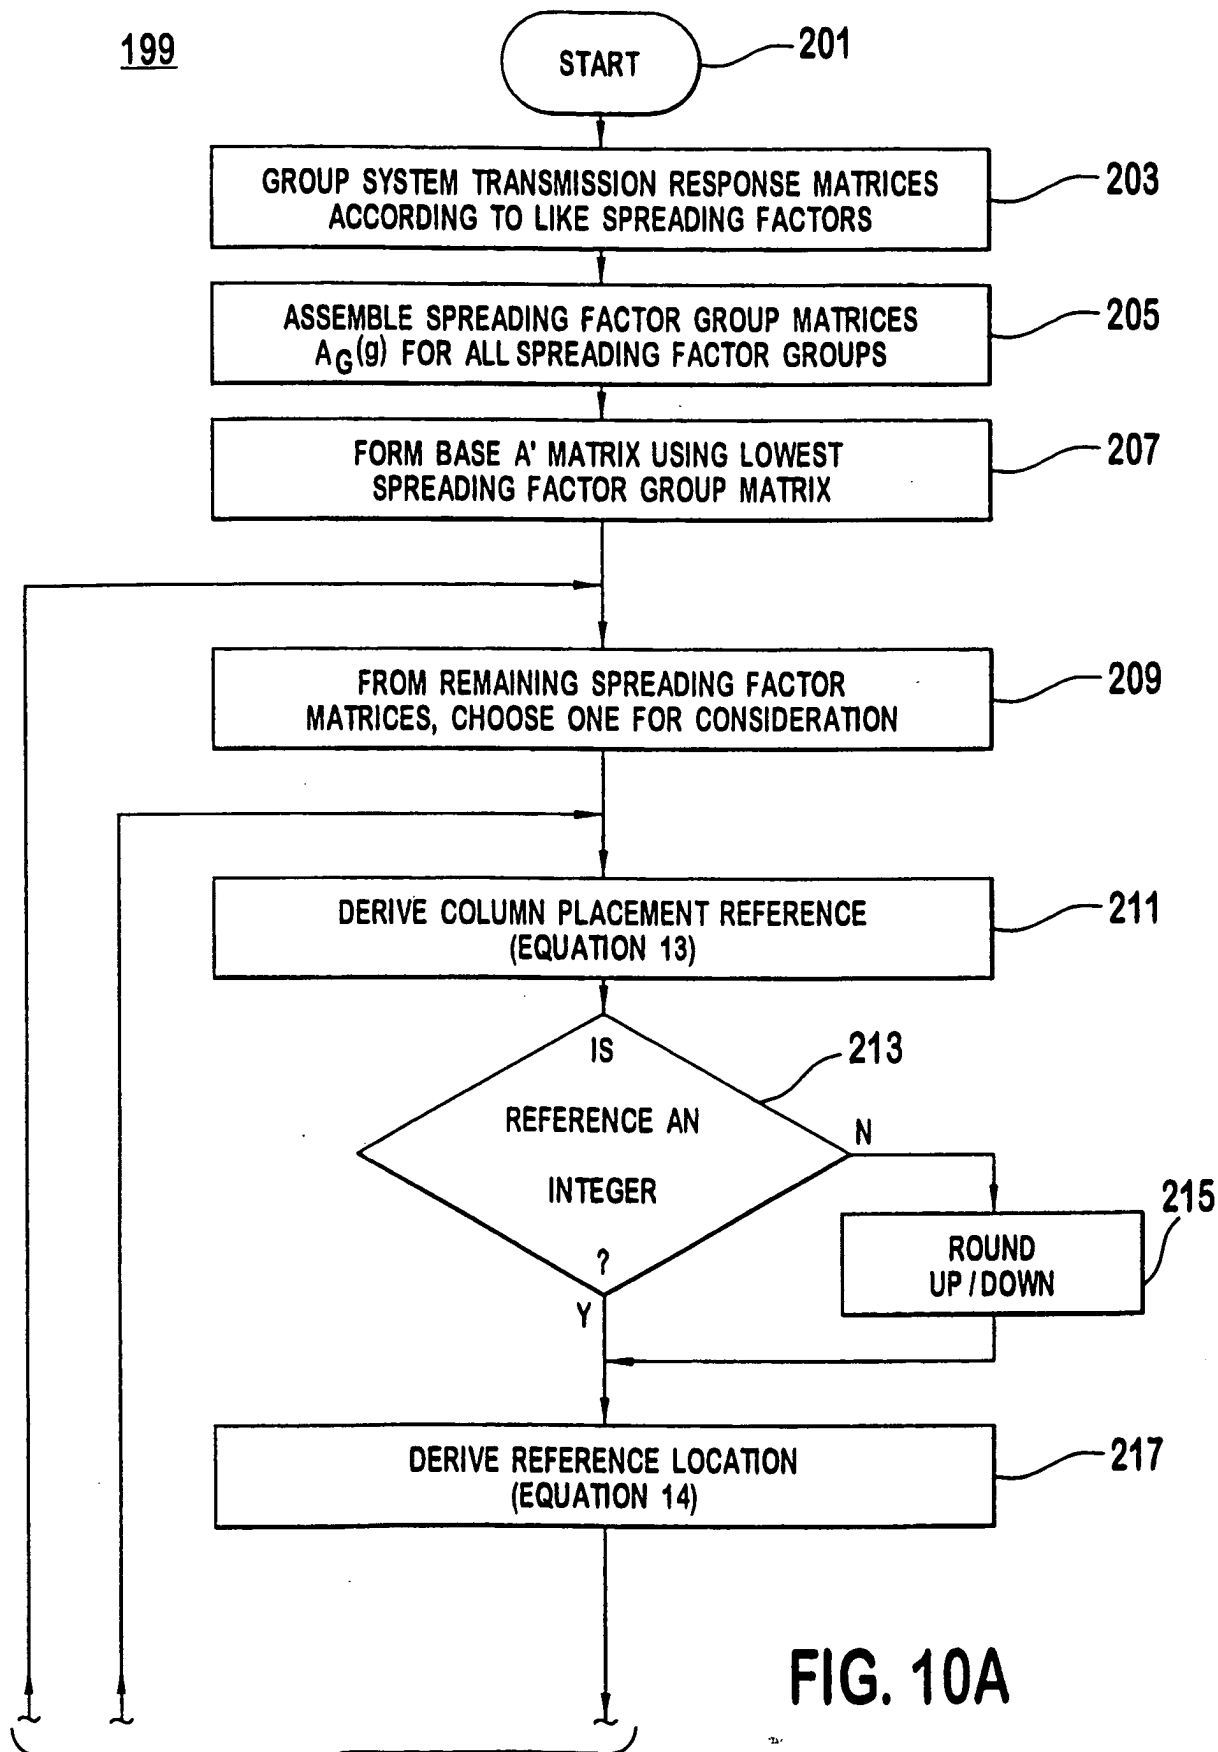 199
START
201
GROUP SYSTEM TRANSMISSION RESPONSE MATRICES
ACCORDING TO LIKE SPREADING FACTORS
203
ASSEMBLE SPREADING FACTOR GROUP MATRICES
A_G(g) FOR ALL SPREADING FACTOR GROUPS
205
FORM BASE A' MATRIX USING LOWEST
SPREADING FACTOR GROUP MATRIX
207
FROM REMAINING SPREADING FACTOR
MATRICES, CHOOSE ONE FOR CONSIDERATION
209
DERIVE COLUMN PLACEMENT REFERENCE
(EQUATION 13)
211
IS
REFERENCE AN
INTEGER
?
213
N
Y
ROUND
UP / DOWN
215
DERIVE REFERENCE LOCATION
(EQUATION 14)
217
FIG. 10A